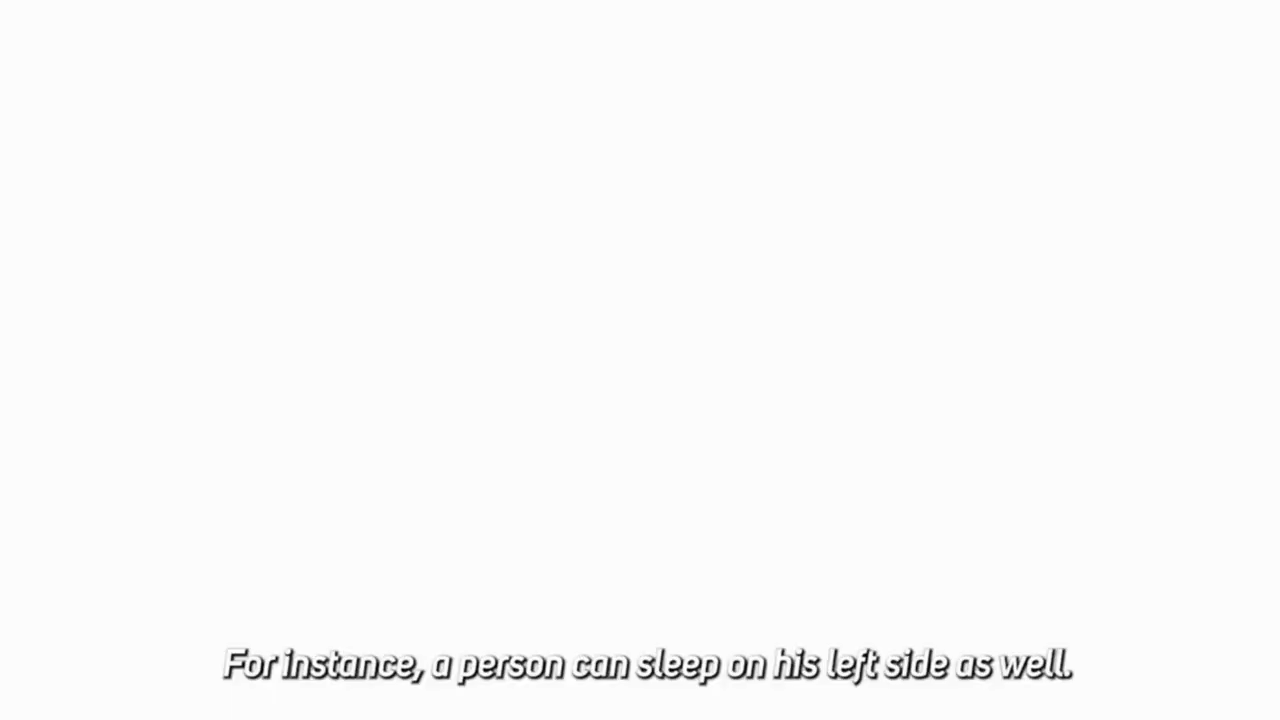 For instance, a person can sleep on his left side as well.